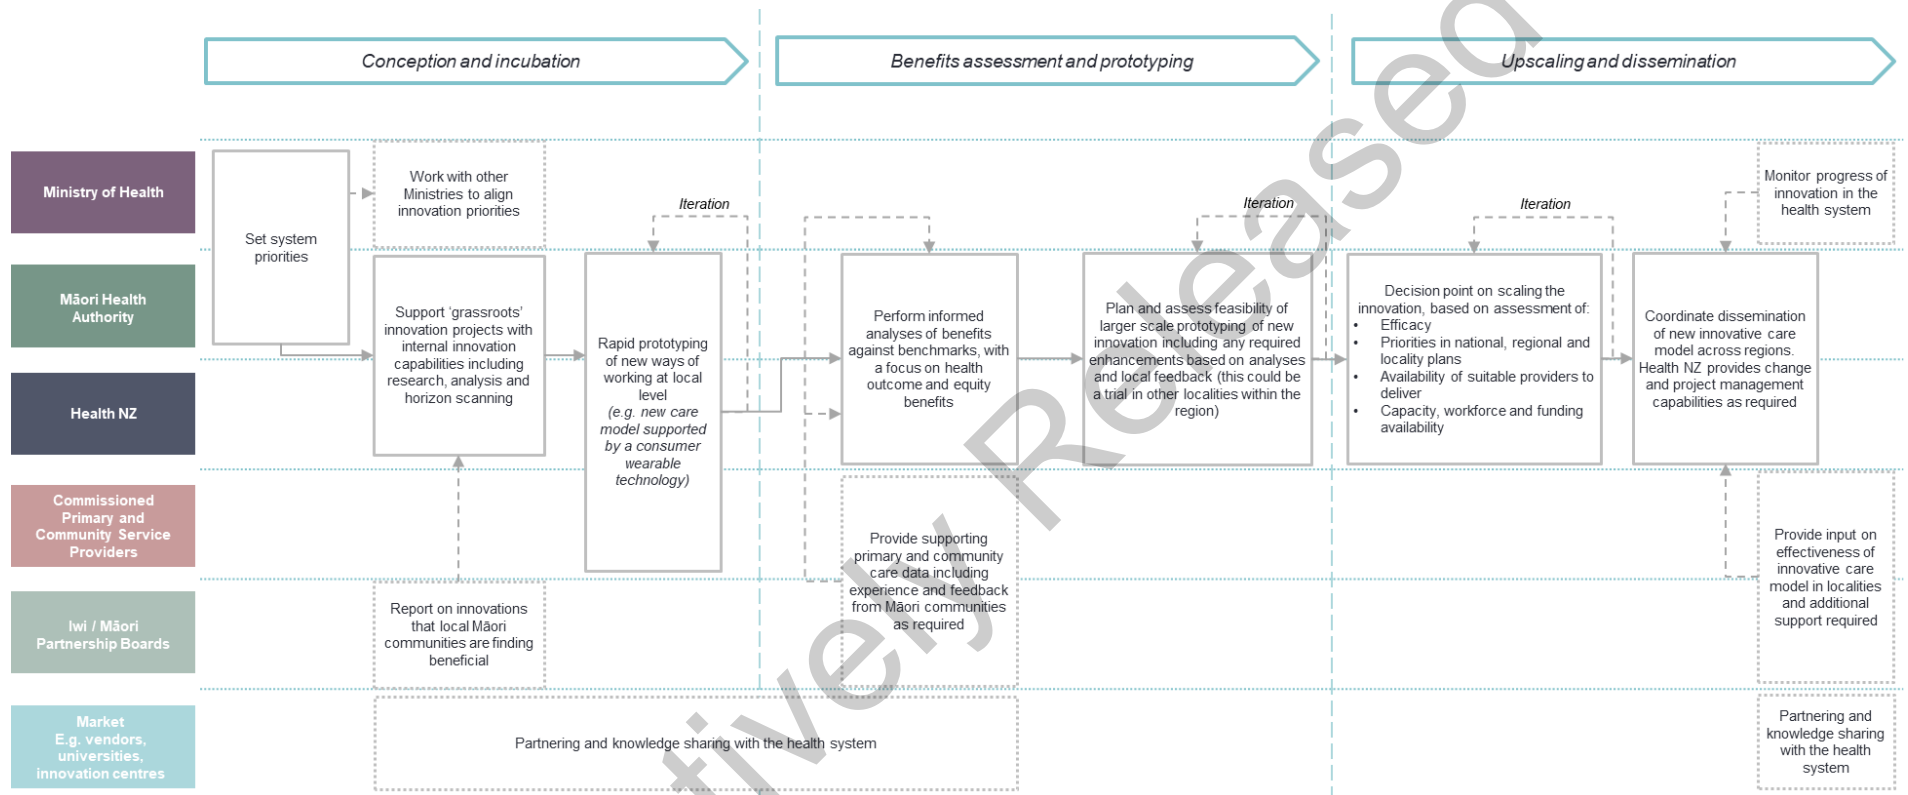 Conception and incubation
Benefits assessment and prototyping
Upscaling and dissemination
Ministry of Health
Set system
priorities
Work with other
Ministries to align
innovation priorities
Iteration
Iteration
Iteration
Monitor progress of
innovation in the
health system
Māori Health
Authority
Support ‘grassroots’
innovation projects with
internal innovation
capabilities including
research, analysis and
horizon scanning
Rapid prototyping
of new ways of
working at local
level
(e.g. new care
model supported
by a consumer
wearable
technology)
Perform informed
analyses of benefits
against benchmarks, with
a focus on health
outcome and equity
benefits
Plan and assess feasibility of
larger scale prototyping of new
innovation including any required
enhancements based on analyses
and local feedback (this could be
a trial in other localities within the
region)
Decision point on scaling the
innovation, based on assessment of:
• Efficacy
• Priorities in national, regional and
locality plans
• Availability of suitable providers to
deliver
• Capacity, workforce and funding
availability
Coordinate dissemination
of new innovative care
model across regions.
Health NZ provides change
and project management
capabilities as required
Health NZ
Commissioned
Primary and
Community Service
Providers
Provide supporting
primary and community
care data including
experience and feedback
from Māori communities
as required
Provide input on
effectiveness of
innovative care
model in localities
and additional
support required
Iwi / Māori
Partnership Boards
Report on innovations
that local Māori
communities are finding
beneficial
Market
E.g. vendors,
universities,
innovation centres
Partnering and knowledge sharing with the health system
Partnering and
knowledge sharing
with the health
system
tively Released